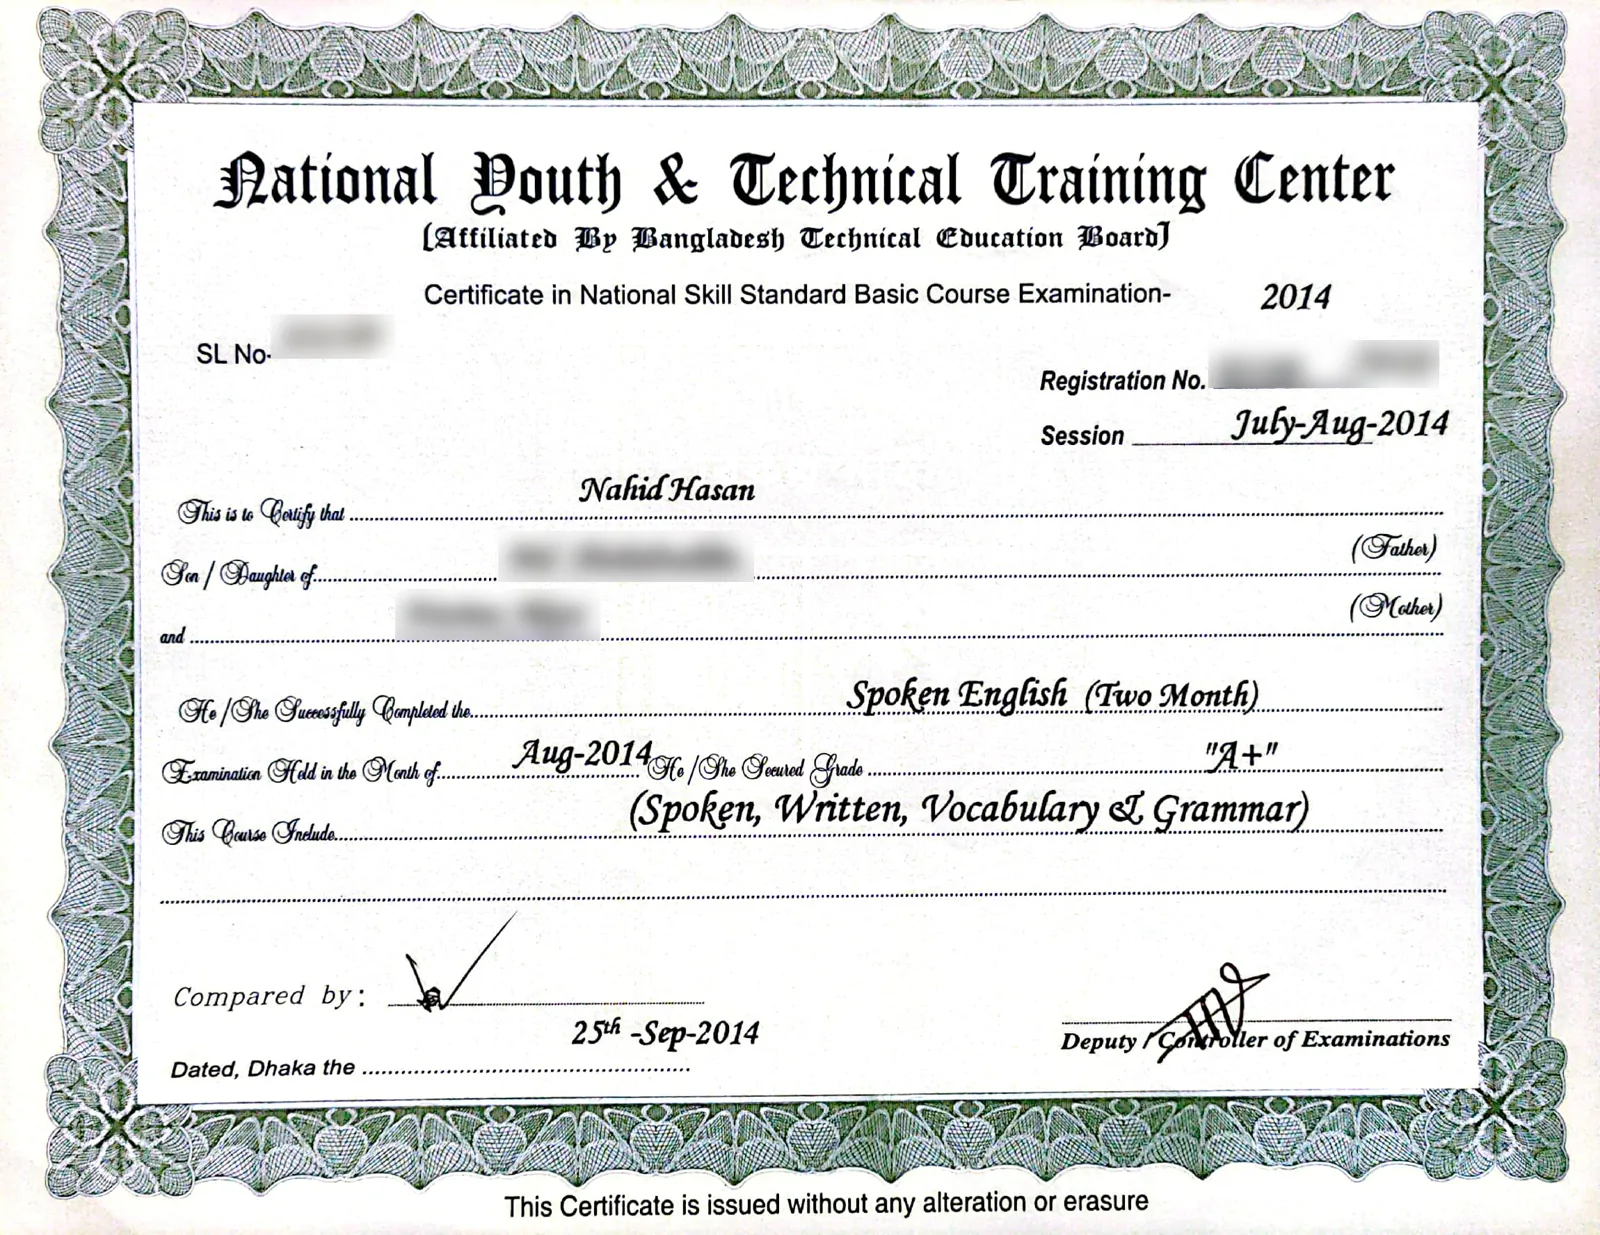 National Youth & Technical Training Center
(Affiliated By Bangladesh Technical Education Board)
Certificate in National Skill Standard Basic Course Examination- 2014
SL No-
Registration No.
Session July-Aug-2014
This is to Certify that Nahid Hasan
Son / Daughter of (Father)
and (Mother)
He / She Successfully Completed the Spoken English (Two Month)
Examination Held in the Month of Aug-2014 He / She Secured Grade "A+"
This Course Include (Spoken, Written, Vocabulary & Grammar)
Compared by:
Dated, Dhaka the 25th -Sep-2014
Deputy / Controller of Examinations
This Certificate is issued without any alteration or erasure